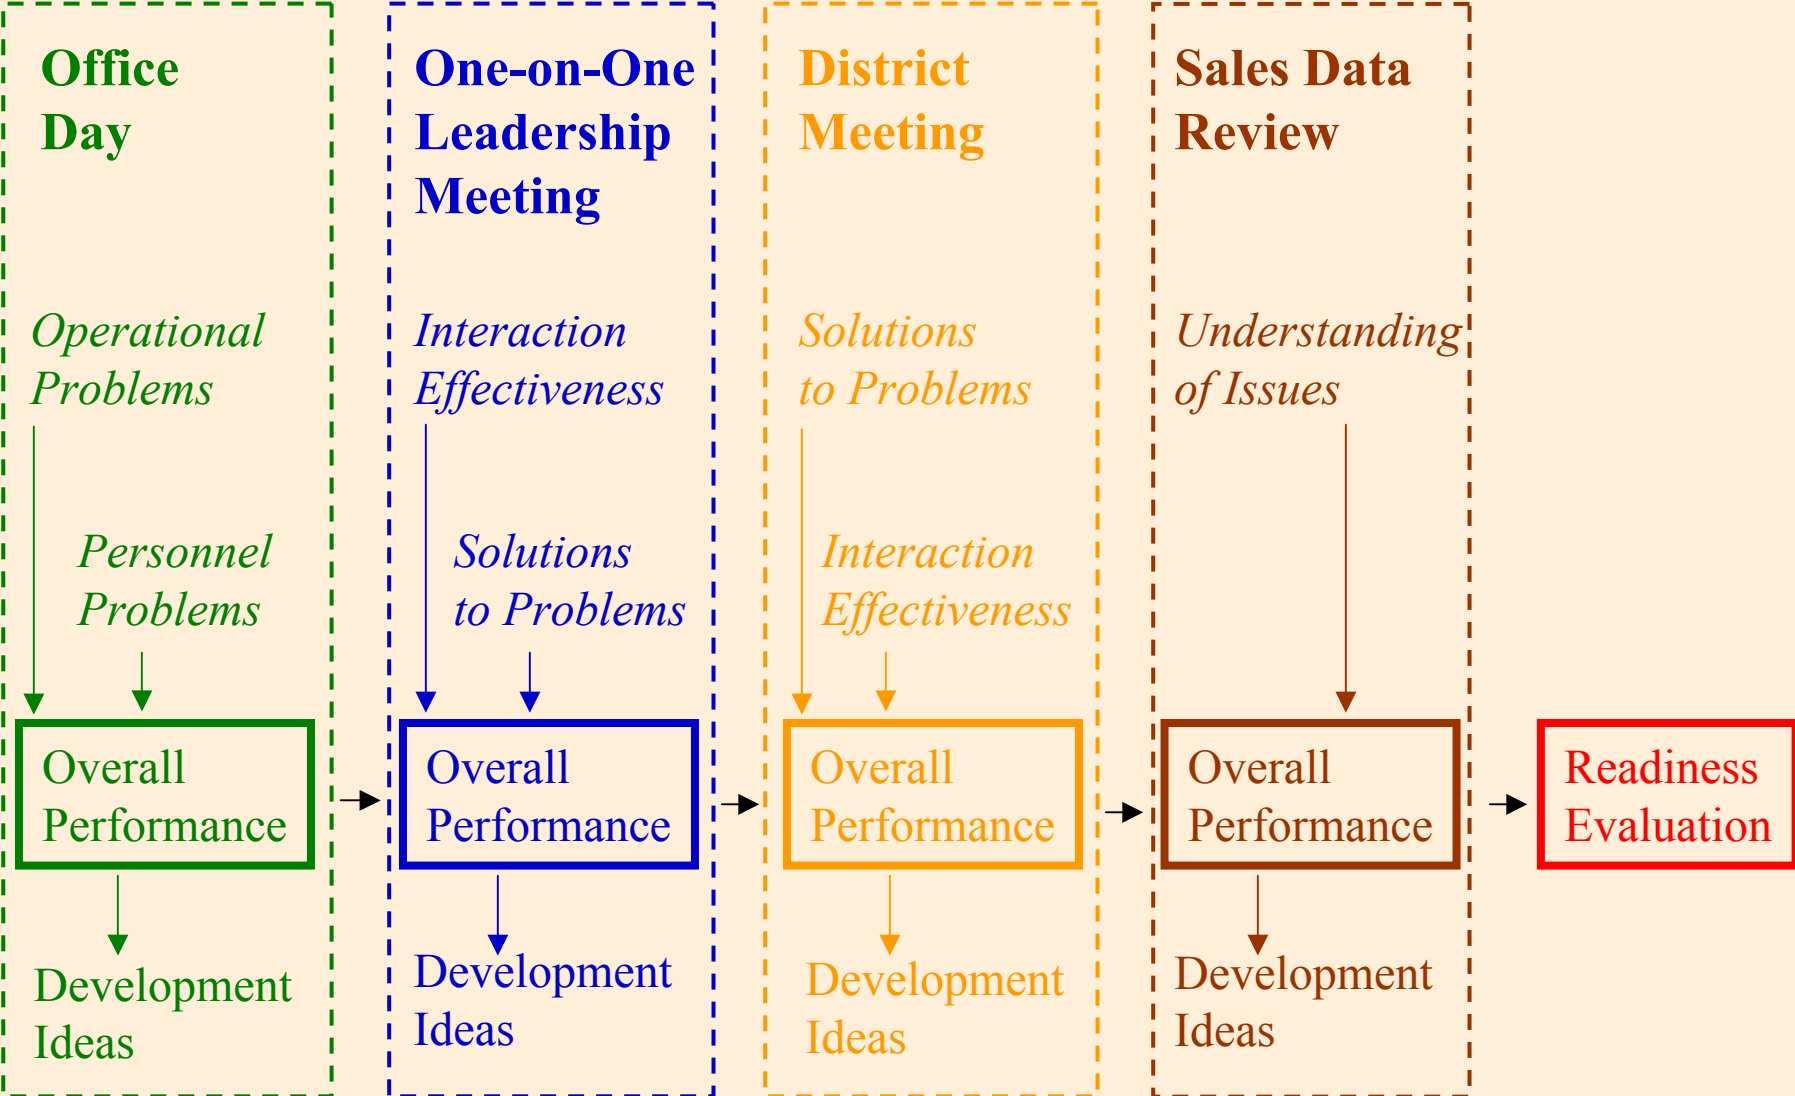 Office
Day
Operational
Problems
Personnel
Problems
Overall
Performance
Development
Ideas
One-on-One
Leadership
Meeting
Interaction
Effectiveness
Solutions
to Problems
Overall
Performance
Development
Ideas
District
Meeting
Solutions
to Problems
Interaction
Effectiveness
Overall
Performance
Development
Ideas
Sales Data
Review
Understanding
of Issues
Overall
Performance
Development
Ideas
Readiness
Evaluation